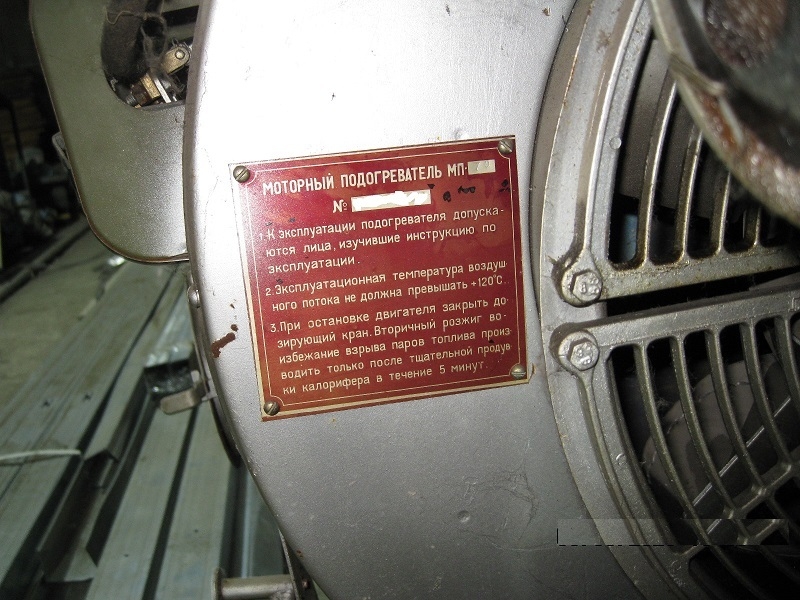 МОТОРНЫЙ ПОДОГРЕВАТЕЛЬ МП-
№
1.К эксплуатации подогревателя допуска-
ются лица, изучившие инструкцию по
эксплуатации.
2.Эксплуатационная температура воздуш
ного потока не должна превышать +120°С.
3.При остановке двигателя закрыть до-
зирующий кран. Вторичный розжиг во-
избежание взрыва паров топлива произ-
водить только после тщательной продув-
ки калорифера в течение 5 минут.